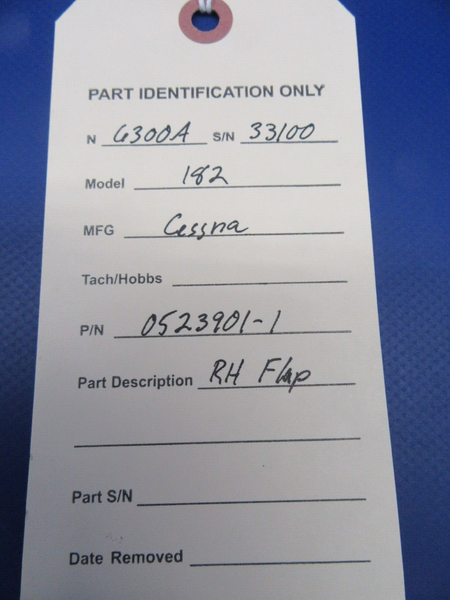 PART IDENTIFICATION ONLY
N 6300A S/N 33100
Model 182
MFG Cessna
Tach/Hobbs
P/N 0523901-1
Part Description RH Flap
Part S/N
Date Removed